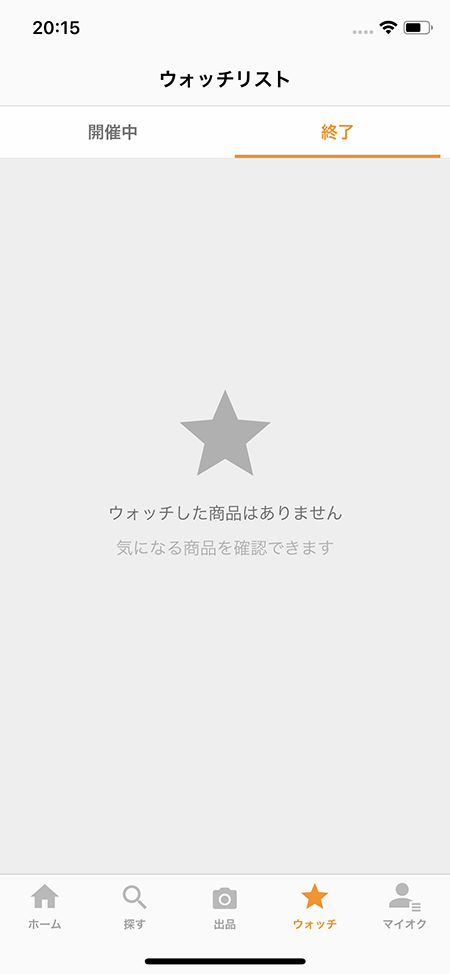 20:15
ウォッチリスト
開催中
終了
ウォッチした商品はありません
気になる商品を確認できます
ホーム
探す
出品
ウォッチ
マイオク